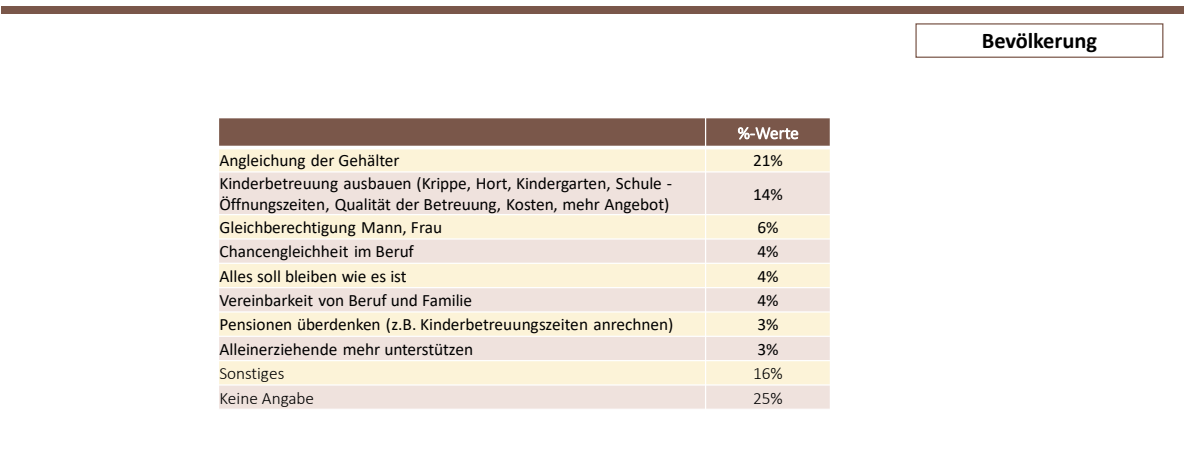 Bevölkerung
%-Werte
Angleichung der Gehälter 21%
Kinderbetreuung ausbauen (Krippe, Hort, Kindergarten, Schule -
Öffnungszeiten, Qualität der Betreuung, Kosten, mehr Angebot) 14%
Gleichberechtigung Mann, Frau 6%
Chancengleichheit im Beruf 4%
Alles soll bleiben wie es ist 4%
Vereinbarkeit von Beruf und Familie 4%
Pensionen überdenken (z.B. Kinderbetreuungszeiten anrechnen) 3%
Alleinerziehende mehr unterstützen 3%
Sonstiges 16%
Keine Angabe 25%